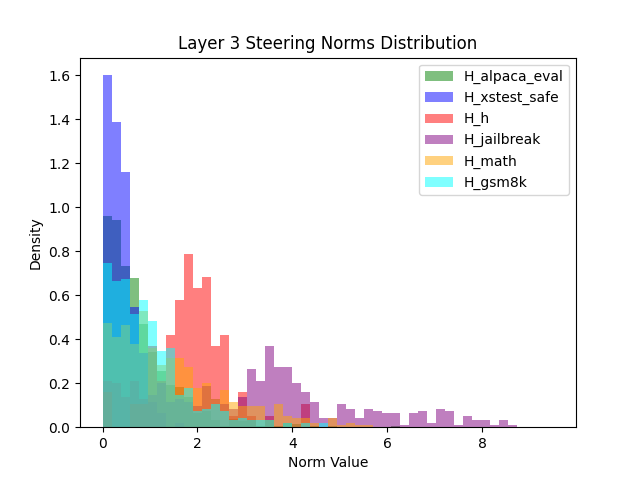 Layer 3 Steering Norms Distribution
H_alpaca_eval
H_xstest_safe
H_h
H_jailbreak
H_math
H_gsm8k
Density
1.6
1.4
1.2
1.0
0.8
0.6
0.4
0.2
0.0
0
2
4
6
8
Norm Value